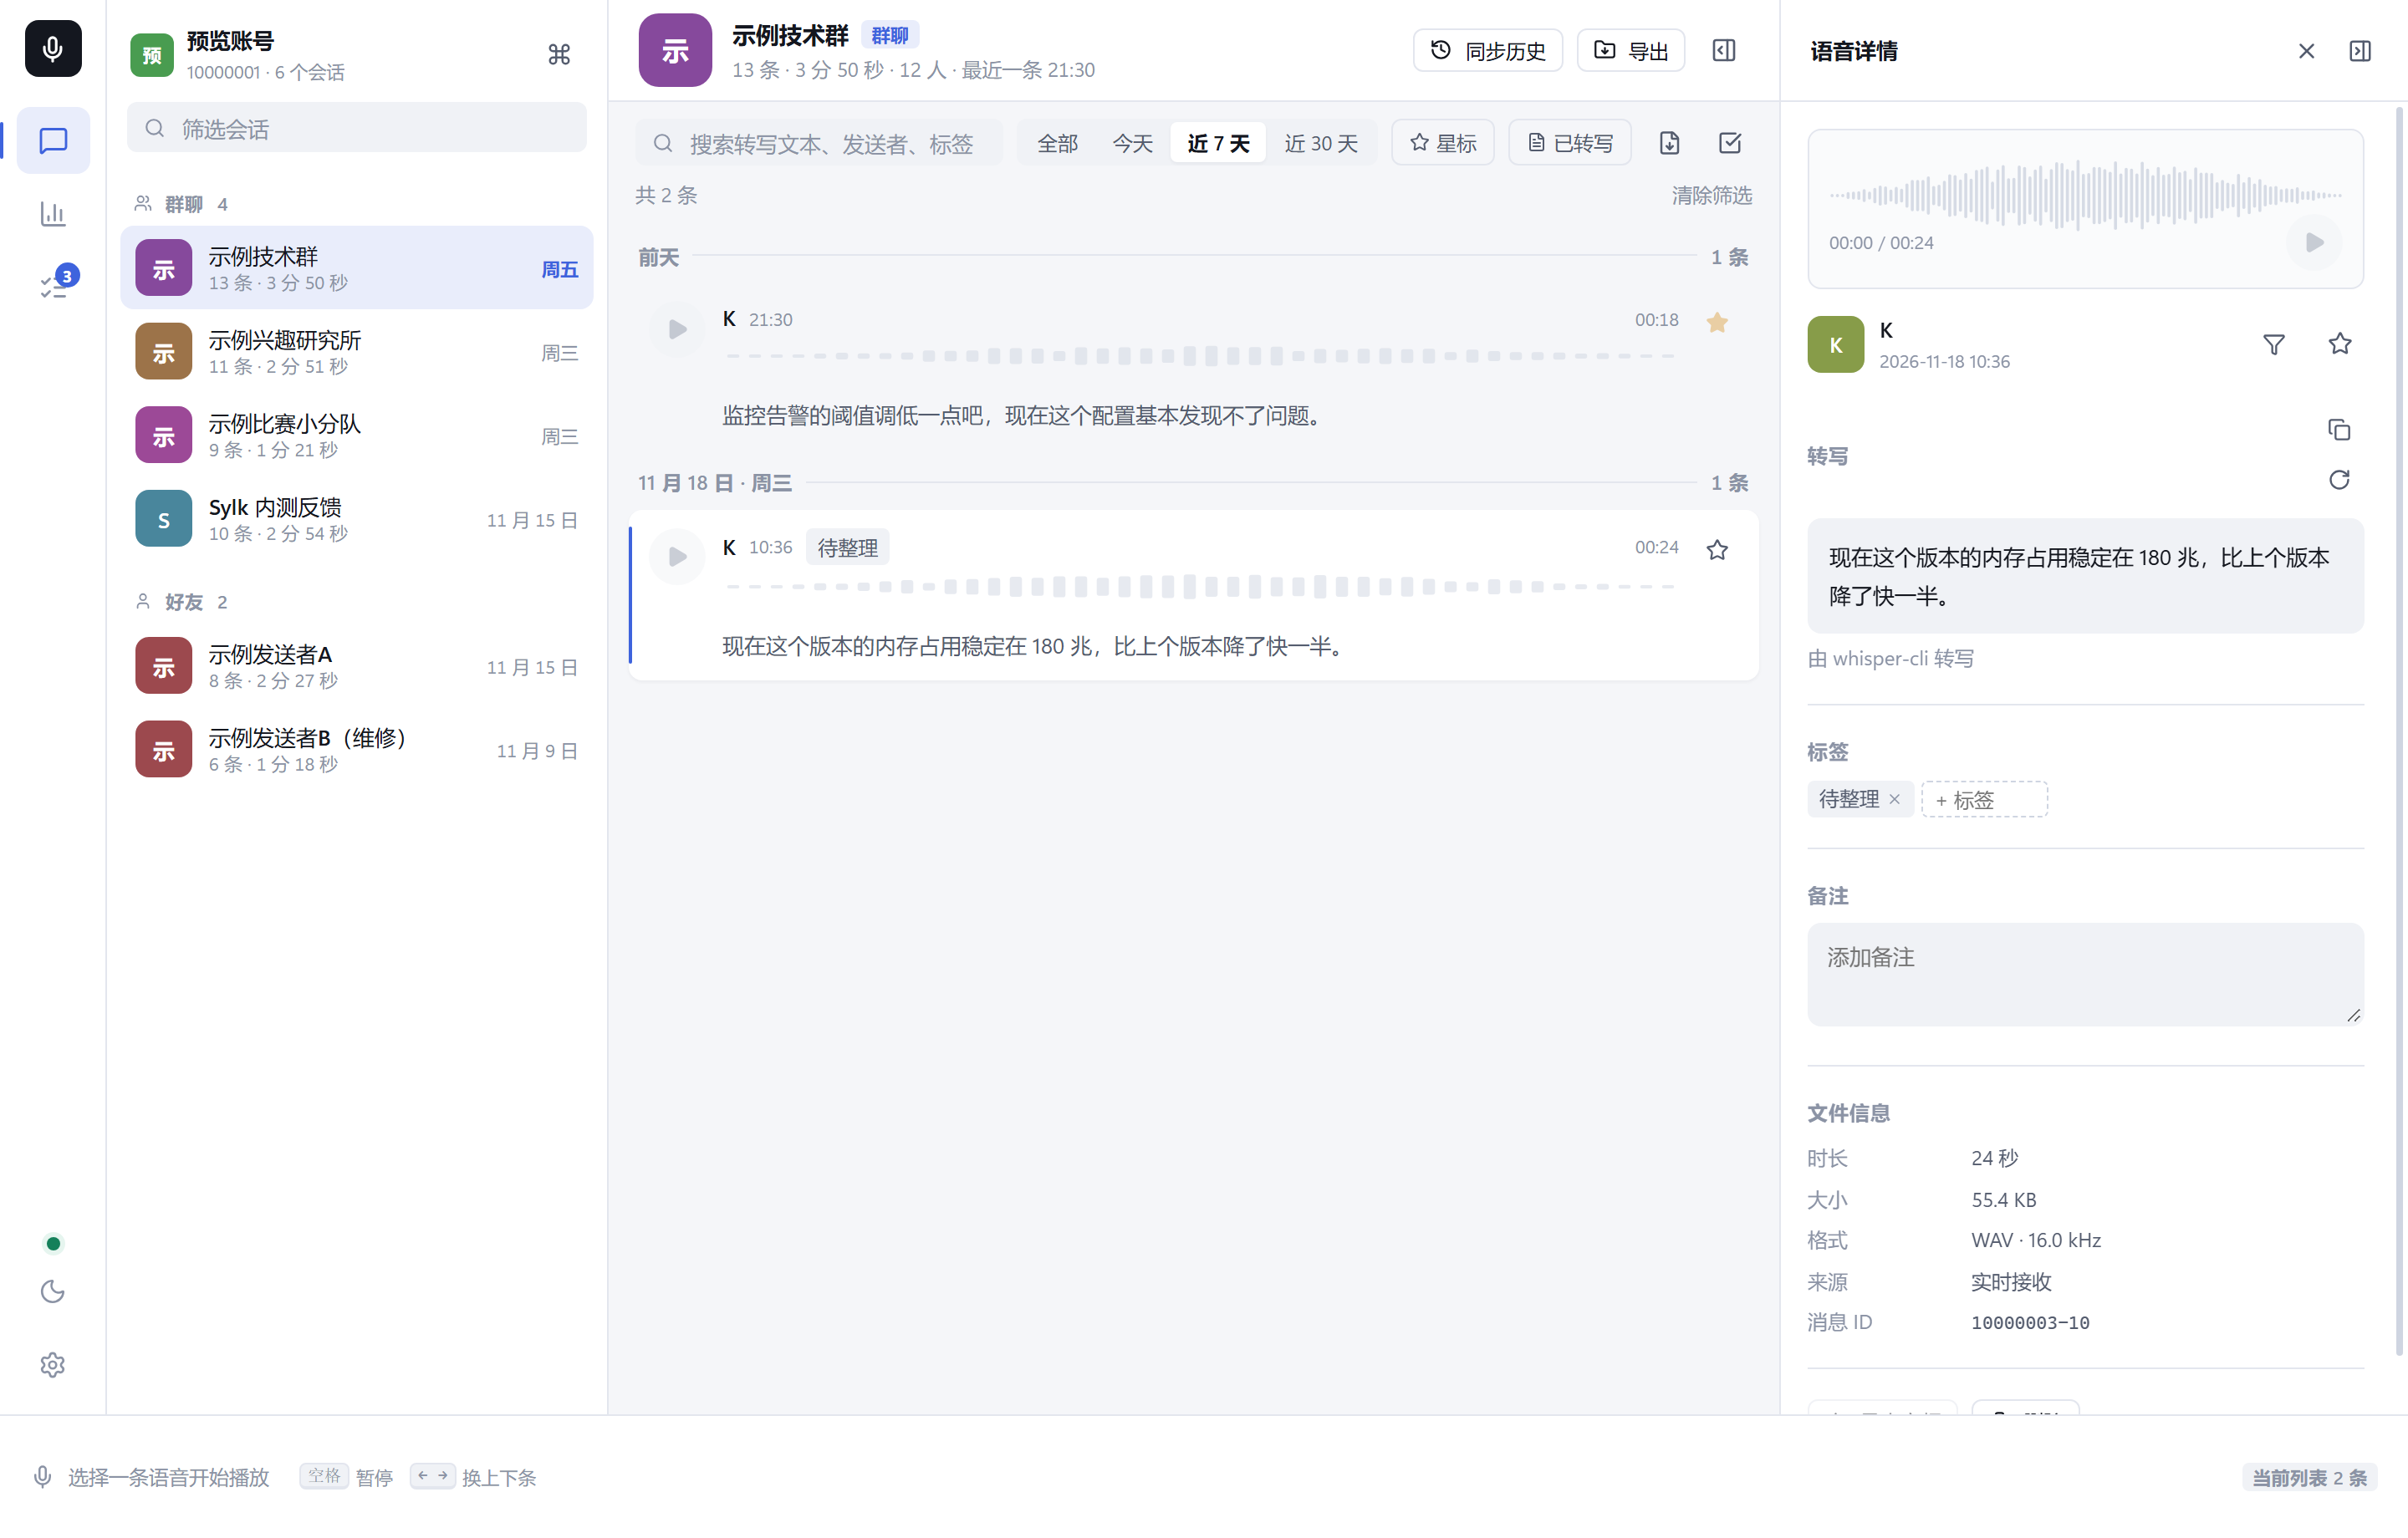 预
预览账号
10000001 · 6 个会话
筛选会话
3
群聊 4
示
示例技术群
13 条 · 3 分 50 秒
周五
示
示例兴趣研究所
11 条 · 2 分 51 秒
周三
示
示例比赛小分队
9 条 · 1 分 21 秒
周三
S
Sylk 内测反馈
10 条 · 2 分 54 秒
11 月 15 日
好友 2
示
示例发送者A
8 条 · 2 分 27 秒
11 月 15 日
示
示例发送者B（维修）
6 条 · 1 分 18 秒
11 月 9 日
示
示例技术群 群聊
13 条 · 3 分 50 秒 · 12 人 · 最近一条 21:30
同步历史 导出
搜索转写文本、发送者、标签
全部 今天 近 7 天 近 30 天
星标 已转写
共 2 条 清除筛选
前天 1 条
K 21:30 00:18
监控告警的阈值调低一点吧，现在这个配置基本发现不了问题。
11 月 18 日 · 周三 1 条
K 10:36 待整理 00:24
现在这个版本的内存占用稳定在 180 兆，比上个版本降了快一半。
语音详情
00:00 / 00:24
K
K
2026-11-18 10:36
转写
现在这个版本的内存占用稳定在 180 兆，比上个版本
降了快一半。
由 whisper-cli 转写
标签
待整理 × + 标签
备注
添加备注
文件信息
时长 24 秒
大小 55.4 KB
格式 WAV · 16.0 kHz
来源 实时接收
消息 ID 10000003-10
选择一条语音开始播放 空格 暂停 ← → 换上下条
当前列表 2 条